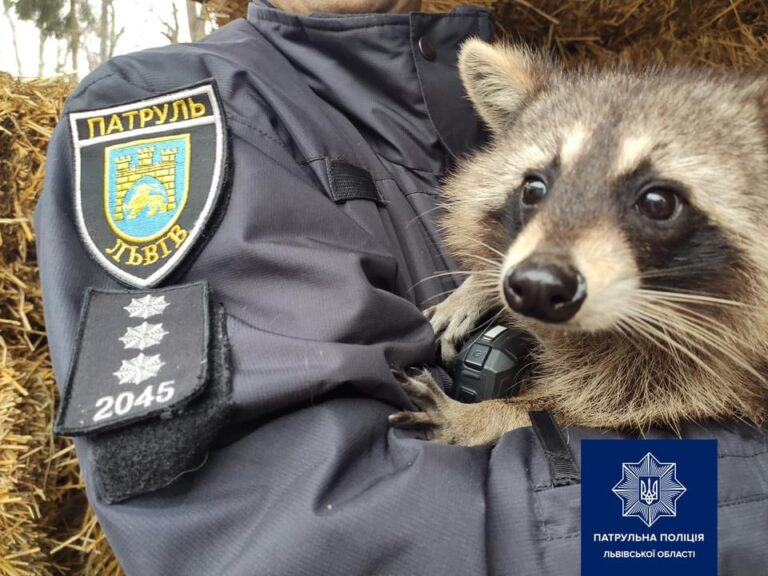 ПАТРУЛЬ
ЛЬВІВ
2045
ПАТРУЛЬНА ПОЛІЦІЯ
ЛЬВІВСЬКОЇ ОБЛАСТІ